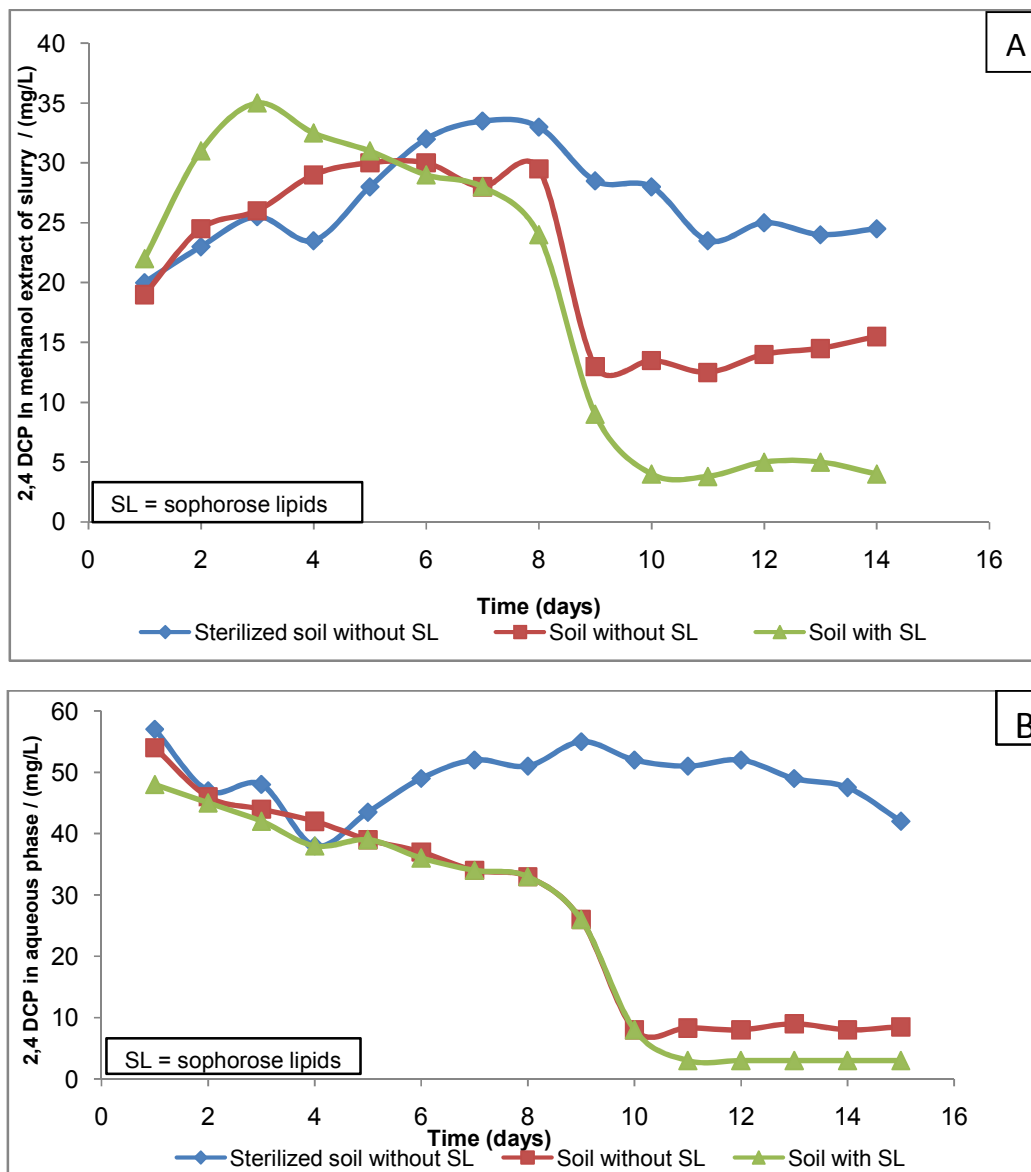 A
2,4 DCP In methanol extract of slurry / (mg/L)
40
35
30
25
20
15
10
5
0
SL = sophorose lipids
0 2 4 6 8 10 12 14 16
Time (days)
Sterilized soil without SL Soil without SL Soil with SL
B
2,4 DCP in aqueous phase / (mg/L)
60
50
40
30
20
10
0
SL = sophorose lipids
0 2 4 6 8 10 12 14 16
Time (days)
Sterilized soil without SL Soil without SL Soil with SL